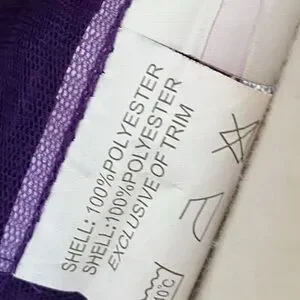 SHELL: 100%POLYESTER
SHELL:100%POLYESTER
EXCLUSIVE OF TRIM